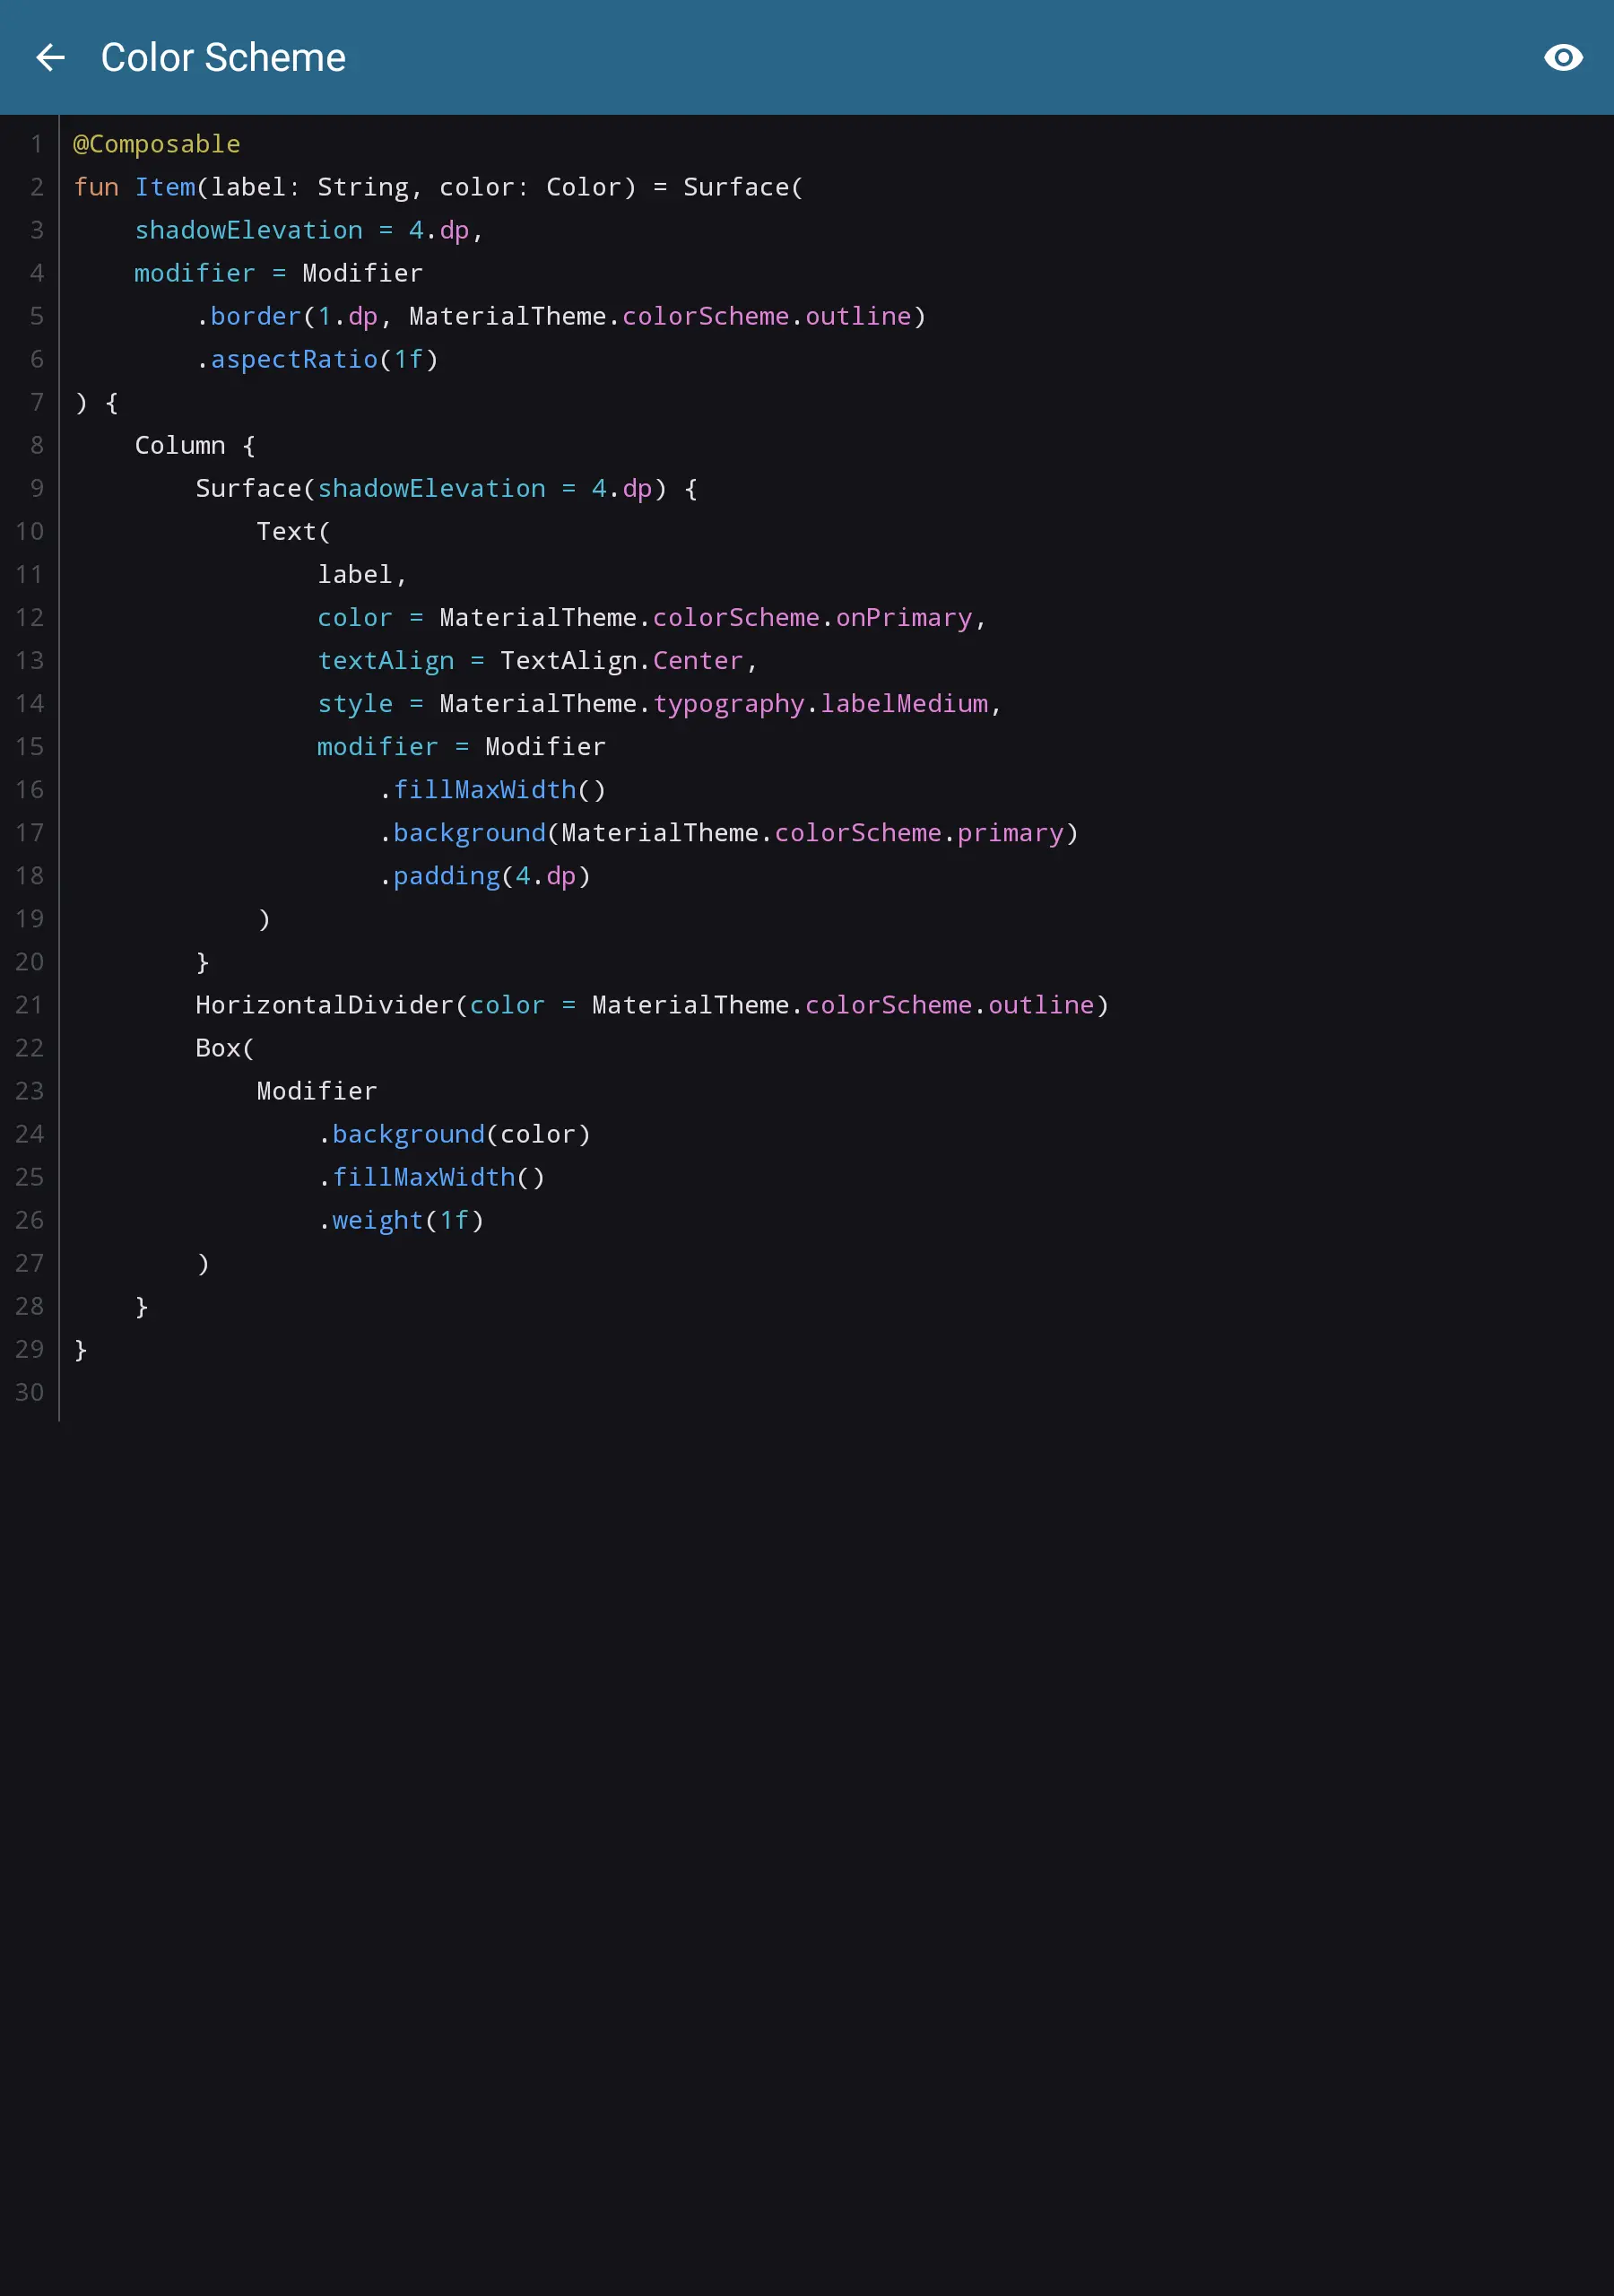 Color Scheme
1 @Composable
2 fun Item(label: String, color: Color) = Surface(
3     shadowElevation = 4.dp,
4     modifier = Modifier
5         .border(1.dp, MaterialTheme.colorScheme.outline)
6         .aspectRatio(1f)
7 ) {
8     Column {
9         Surface(shadowElevation = 4.dp) {
10             Text(
11                 label,
12                 color = MaterialTheme.colorScheme.onPrimary,
13                 textAlign = TextAlign.Center,
14                 style = MaterialTheme.typography.labelMedium,
15                 modifier = Modifier
16                     .fillMaxWidth()
17                     .background(MaterialTheme.colorScheme.primary)
18                     .padding(4.dp)
19             )
20         }
21         HorizontalDivider(color = MaterialTheme.colorScheme.outline)
22         Box(
23             Modifier
24                 .background(color)
25                 .fillMaxWidth()
26                 .weight(1f)
27         )
28     }
29 }
30